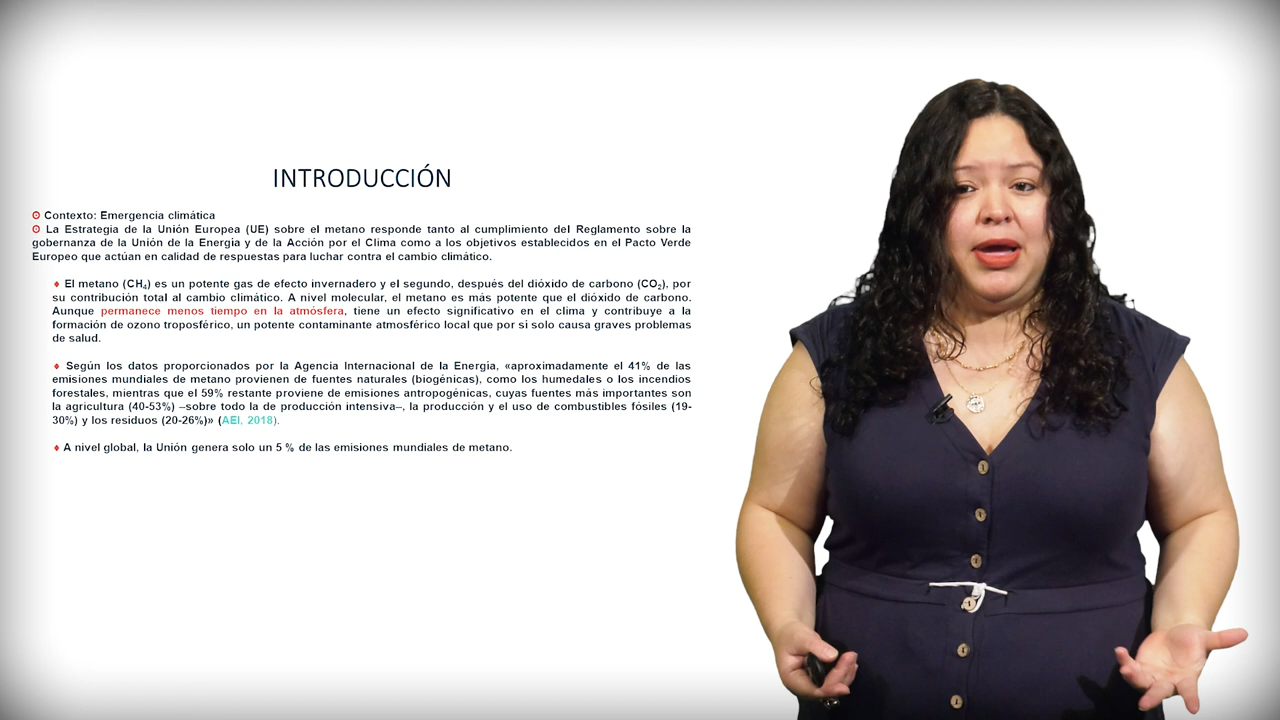 INTRODUCCIÓN
Contexto: Emergencia climática
La Estrategia de la Unión Europea (UE) sobre el metano responde tanto al cumplimiento del Reglamento sobre la
gobernanza de la Unión de la Energía y de la Acción por el Clima como a los objetivos establecidos en el Pacto Verde
Europeo que actúan en calidad de respuestas para luchar contra el cambio climático.
El metano (CH₄) es un potente gas de efecto invernadero y el segundo, después del dióxido de carbono (CO₂), por
su contribución total al cambio climático. A nivel molecular, el metano es más potente que el dióxido de carbono.
Aunque permanece menos tiempo en la atmósfera, tiene un efecto significativo en el clima y contribuye a la
formación de ozono troposférico, un potente contaminante atmosférico local que por si solo causa graves problemas
de salud.
Según los datos proporcionados por la Agencia Internacional de la Energía, «aproximadamente el 41% de las
emisiones mundiales de metano provienen de fuentes naturales (biogénicas), como los humedales o los incendios
forestales, mientras que el 59% restante proviene de emisiones antropogénicas, cuyas fuentes más importantes son
la agricultura (40-53%) –sobre todo la de producción intensiva–, la producción y el uso de combustibles fósiles (19-
30%) y los residuos (20-26%)» (AEI, 2018).
A nivel global, la Unión genera solo un 5 % de las emisiones mundiales de metano.